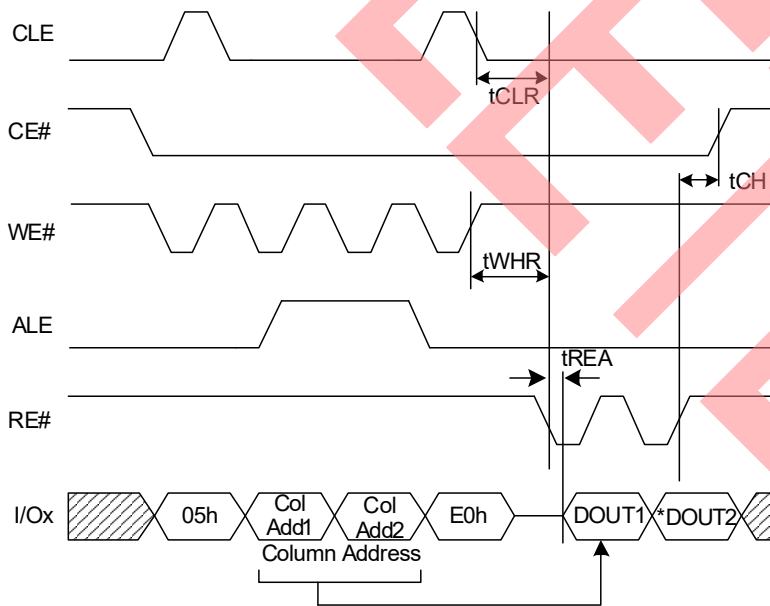 CLE
tCLR
CE#
tCH
WE#
tWHR
ALE
tREA
RE#
I/Ox
05h
Col
Add1
Col
Add2
E0h
DOUT1
*DOUT2
Column Address